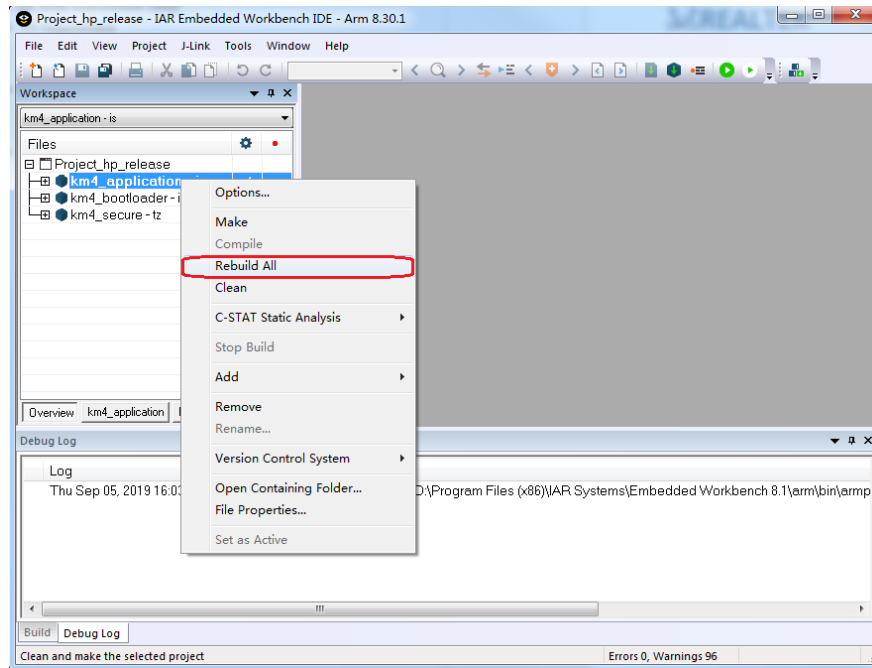 Project_hp_release - IAR Embedded Workbench IDE - Arm 8.30.1
File Edit View Project J-Link Tools Window Help
Workspace
km4_application - is
Files
Project_hp_release
km4_application
km4_bootloader - i
km4_secure - tz
Options...
Make
Compile
Rebuild All
Clean
C-STAT Static Analysis
Stop Build
Add
Remove
Rename...
Version Control System
Open Containing Folder...
File Properties...
Set as Active
Overview km4_application
Debug Log
Log
Thu Sep 05, 2019 16:03 D:\Program Files (x86)\IAR Systems\Embedded Workbench 8.1\arm\bin\armp
Build Debug Log
Clean and make the selected project Errors 0, Warnings 96